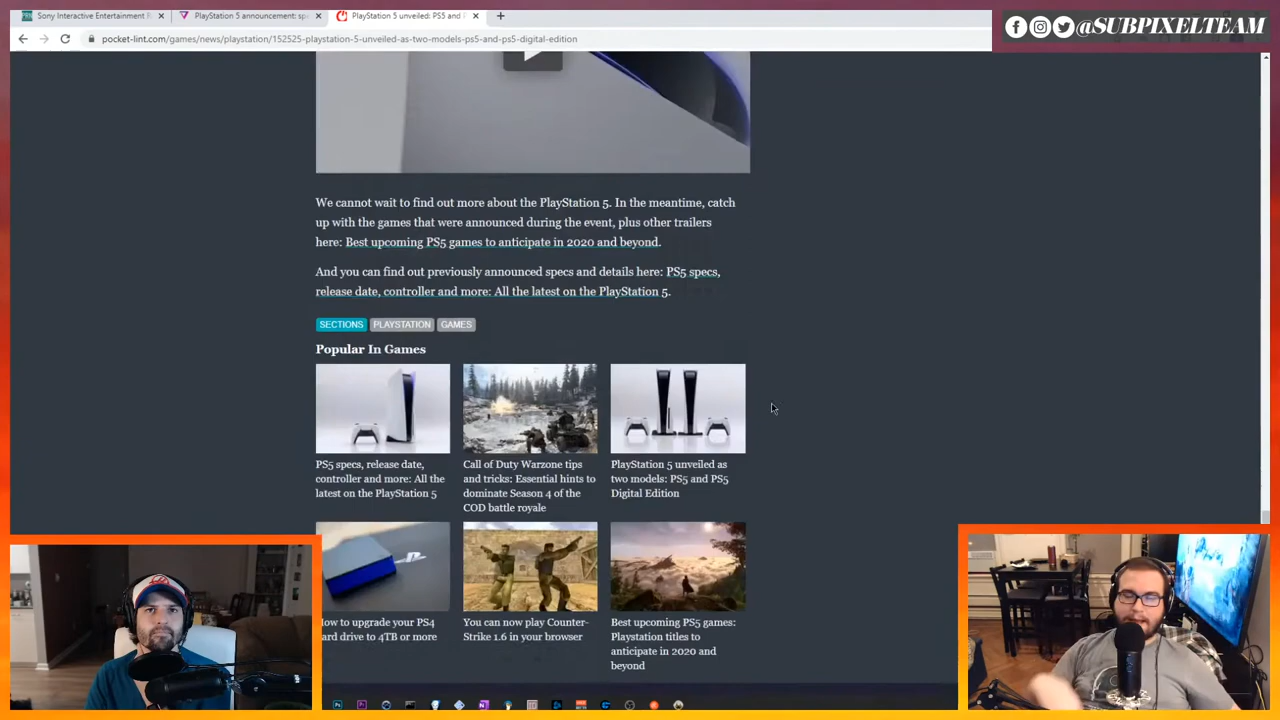 Sony Interactive Entertainment
PlayStation 5 announcement:
PlayStation 5 unveiled: PS5 and
@SUBPIXELTEAM
pocket-lint.com/games/news/playstation/152525-playstation-5-unveiled-as-two-models-ps5-and-ps5-digital-edition
We cannot wait to find out more about the PlayStation 5. In the meantime, catch
up with the games that were announced during the event, plus other trailers
here: Best upcoming PS5 games to anticipate in 2020 and beyond.
And you can find out previously announced specs and details here: PS5 specs,
release date, controller and more: All the latest on the PlayStation 5.
SECTIONS PLAYSTATION GAMES
Popular In Games
PS5 specs, release date,
controller and more: All the
latest on the PlayStation 5
Call of Duty Warzone tips
and tricks: Essential hints to
dominate Season 4 of the
COD battle royale
PlayStation 5 unveiled as
two models: PS5 and PS5
Digital Edition
How to upgrade your PS4
hard drive to 4TB or more
You can now play Counter-
Strike 1.6 in your browser
Best upcoming PS5 games:
Playstation titles to
anticipate in 2020 and
beyond